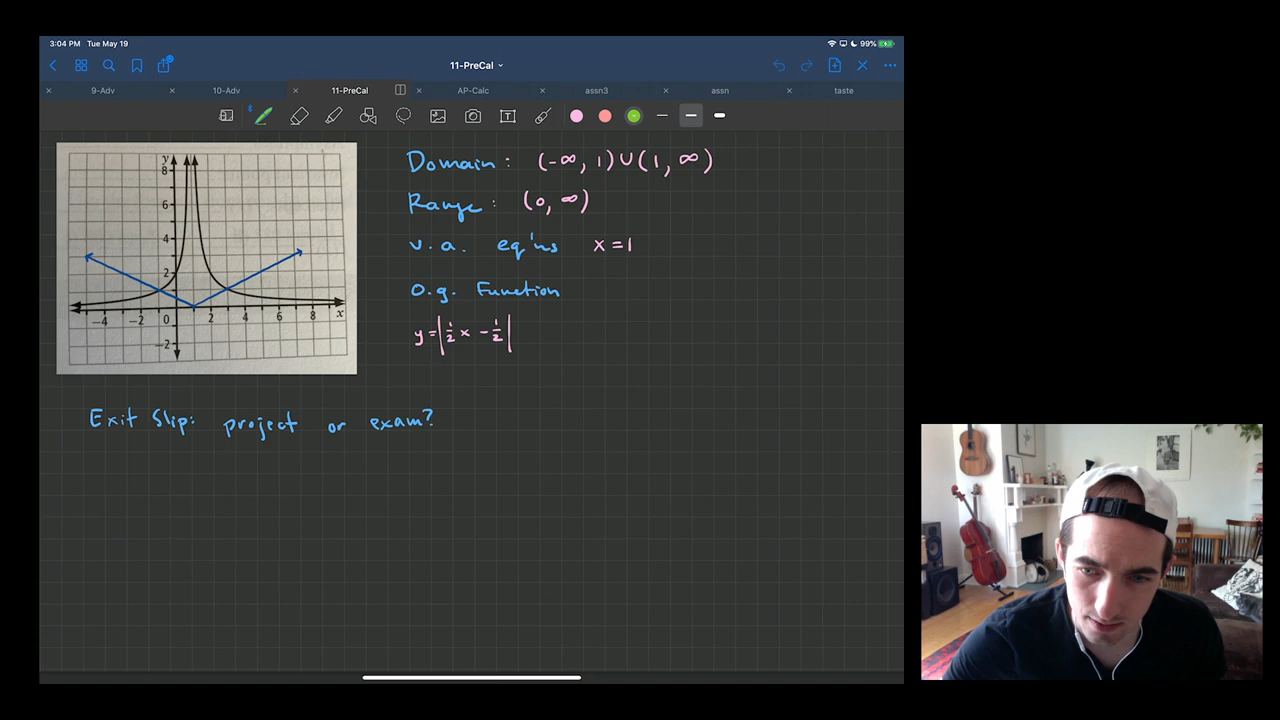 3:04 PM Tue May 19
99%
11-PreCal
9-Adv
10-Adv
11-PreCal
AP-Calc
assn3
assn
taste
T
y
8
6
4
2
-4 -2 0 2 4 6 8 x
-2
Domain: (-∞, 1) ∪ (1, ∞)
Range: (0, ∞)
v.a. eq'ns x = 1
o.g. Function
y = |½x - ½|
Exit Slip: project or exam?